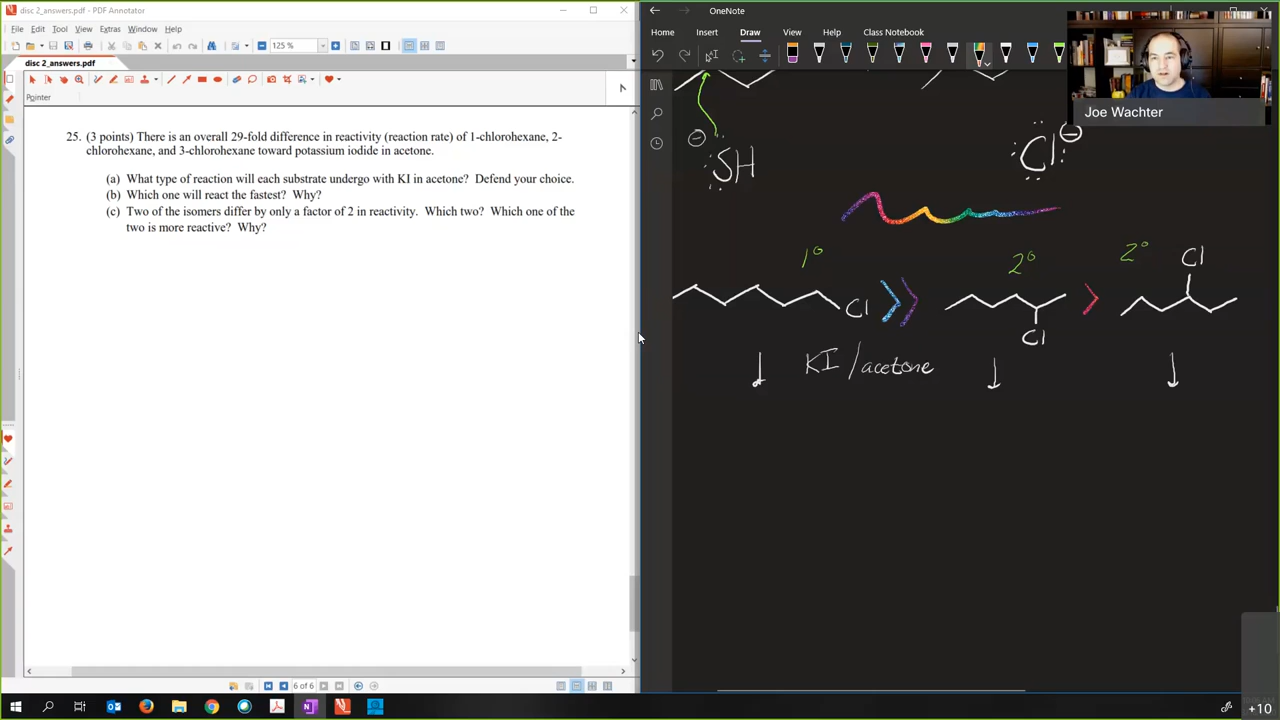 disc 2_answers.pdf - PDF Annotator
File Edit Tool View Extras Window Help
125 %
disc 2_answers.pdf
Pointer
25. (3 points) There is an overall 29-fold difference in reactivity (reaction rate) of 1-chlorohexane, 2-
chlorohexane, and 3-chlorohexane toward potassium iodide in acetone.
(a) What type of reaction will each substrate undergo with KI in acetone? Defend your choice.
(b) Which one will react the fastest? Why?
(c) Two of the isomers differ by only a factor of 2 in reactivity. Which two? Which one of the
two is more reactive? Why?
6 of 6
OneNote
Home Insert Draw View Help Class Notebook
Joe Wachter
⊖ :SH
:Cl: ⊖
1° 2° 2° Cl
Cl >> Cl >
KI / acetone
+10